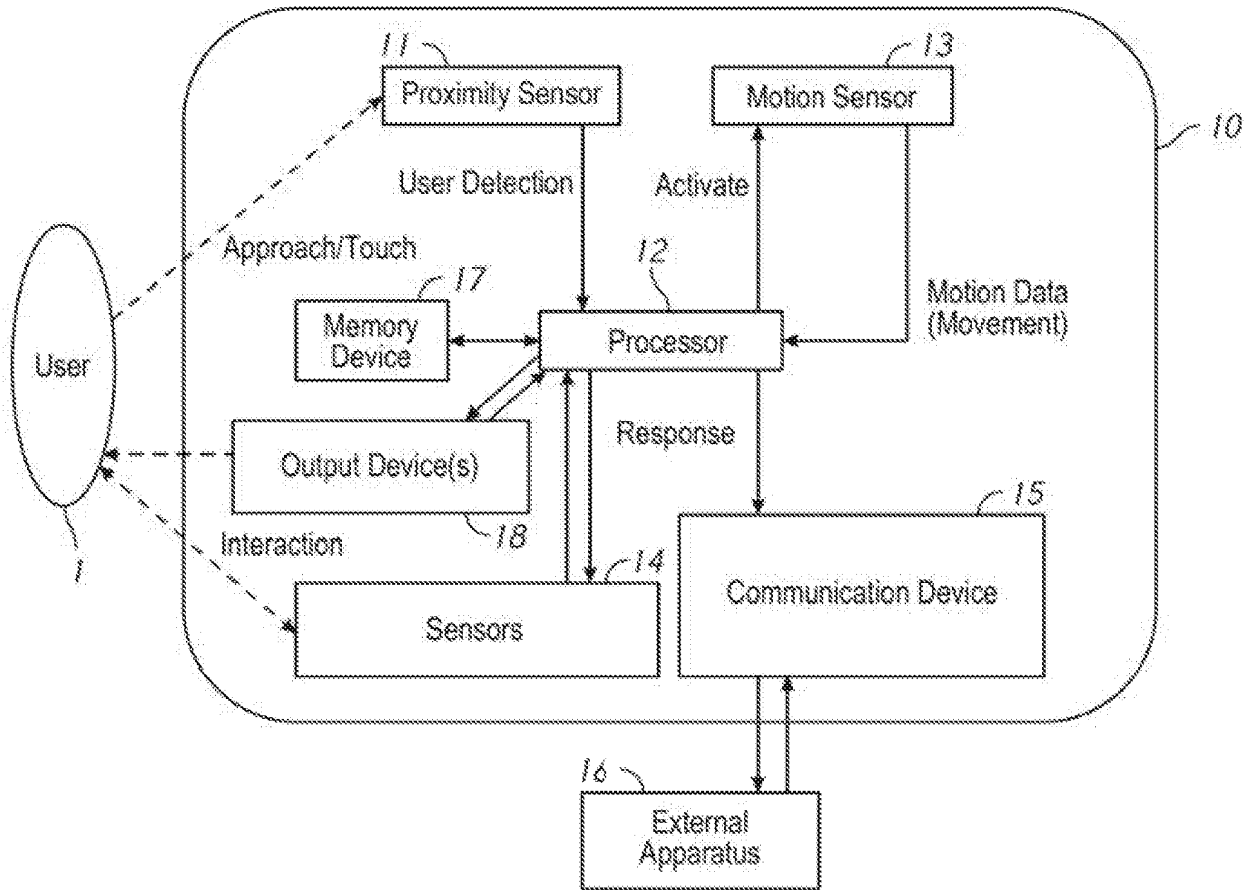 11
Proximity Sensor
13
Motion Sensor
10
User Detection
Activate
Approach/Touch
12
17
Memory
Device
Processor
Motion Data
(Movement)
User
Output Device(s)
Response
18
15
1
Interaction
14
Sensors
Communication Device
16
External
Apparatus